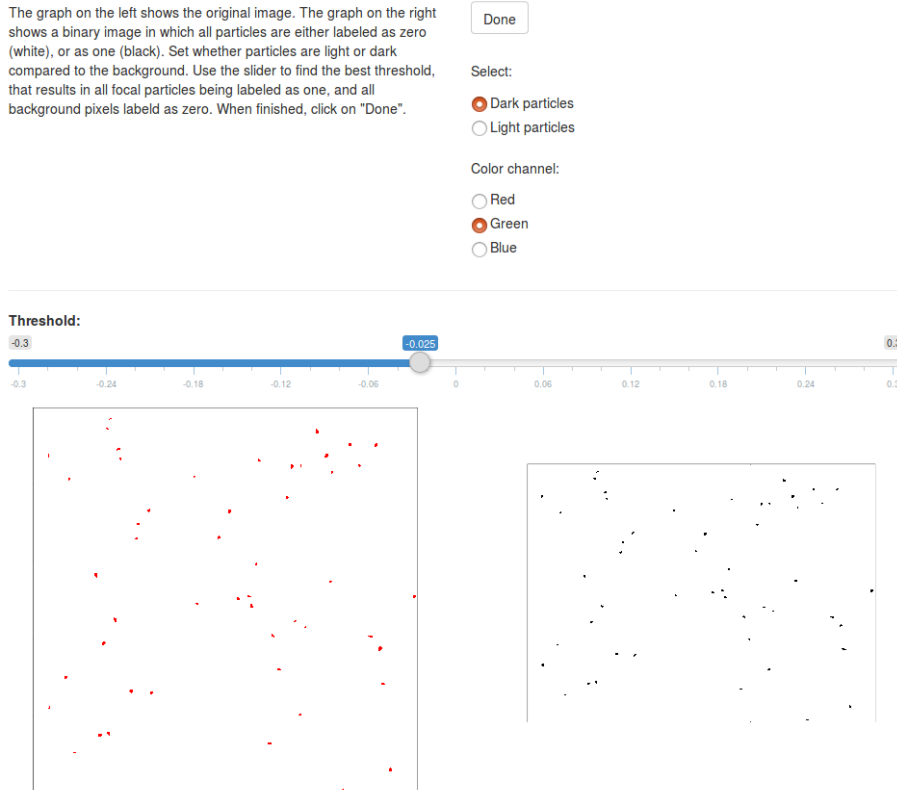 The graph on the left shows the original image. The graph on the right
shows a binary image in which all particles are either labeled as zero
(white), or as one (black). Set whether particles are light or dark
compared to the background. Use the slider to find the best threshold,
that results in all focal particles being labeled as one, and all
background pixels labeld as zero. When finished, click on "Done".
Done
Select:
Dark particles
Light particles
Color channel:
Red
Green
Blue
Threshold:
-0.3 -0.025
-0.3 -0.24 -0.18 -0.12 -0.06 0 0.06 0.12 0.18 0.24